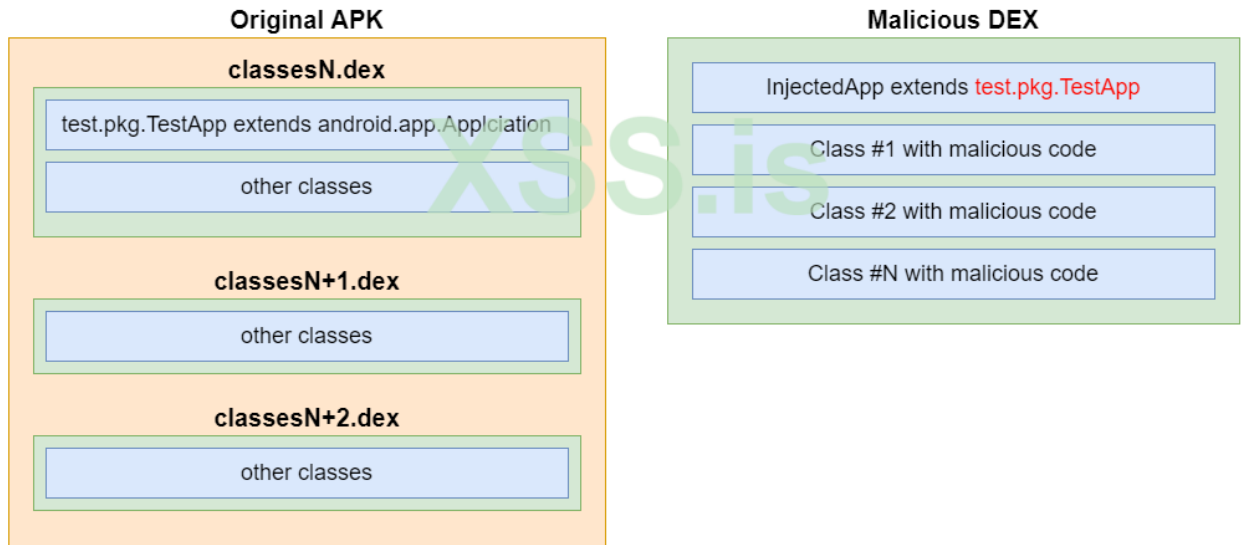 Original APK
classesN.dex
test.pkg.TestApp extends android.app.Applciation
other classes
classesN+1.dex
other classes
classesN+2.dex
other classes
Malicious DEX
InjectedApp extends test.pkg.TestApp
Class #1 with malicious code
Class #2 with malicious code
Class #N with malicious code
XSS.is